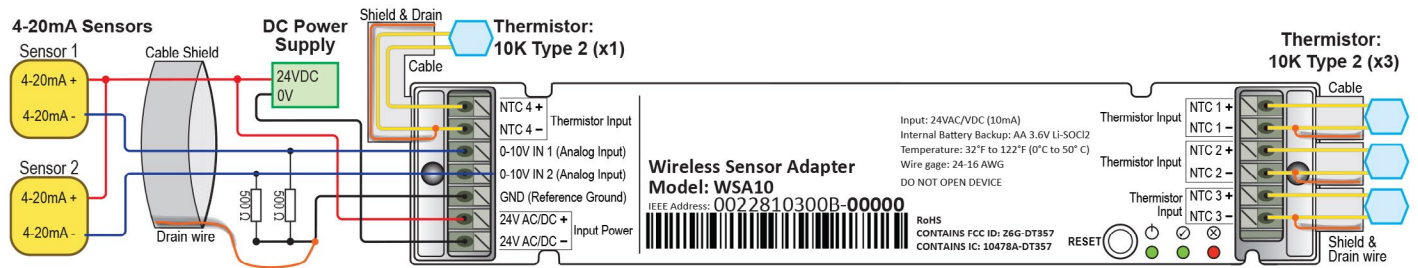 4-20mA Sensors
Sensor 1
4-20mA +
4-20mA -
Sensor 2
4-20mA +
4-20mA -
Cable Shield
Drain wire
DC Power
Supply
24VDC
0V
500 Ω
500 Ω
Shield & Drain
Cable
Thermistor:
10K Type 2 (x1)
NTC 4 +
NTC 4 −
Thermistor Input
0-10V IN 1 (Analog Input)
0-10V IN 2 (Analog Input)
GND (Reference Ground)
24V AC/DC +
24V AC/DC −
Input Power
Wireless Sensor Adapter
Model: WSA10
IEEE Address: 0022810300B-00000
Input: 24VAC/VDC (10mA)
Internal Battery Backup: AA 3.6V Li-SOCl2
Temperature: 32°F to 122°F (0°C to 50° C)
Wire gage: 24-16 AWG
DO NOT OPEN DEVICE
RoHS
CONTAINS FCC ID: Z6G-DT357
CONTAINS IC: 10478A-DT357
RESET
Thermistor:
10K Type 2 (x3)
Cable
Thermistor Input
NTC 1 +
NTC 1 −
Thermistor Input
NTC 2 +
NTC 2 −
Thermistor
Input
NTC 3 +
NTC 3 −
Shield &
Drain wire